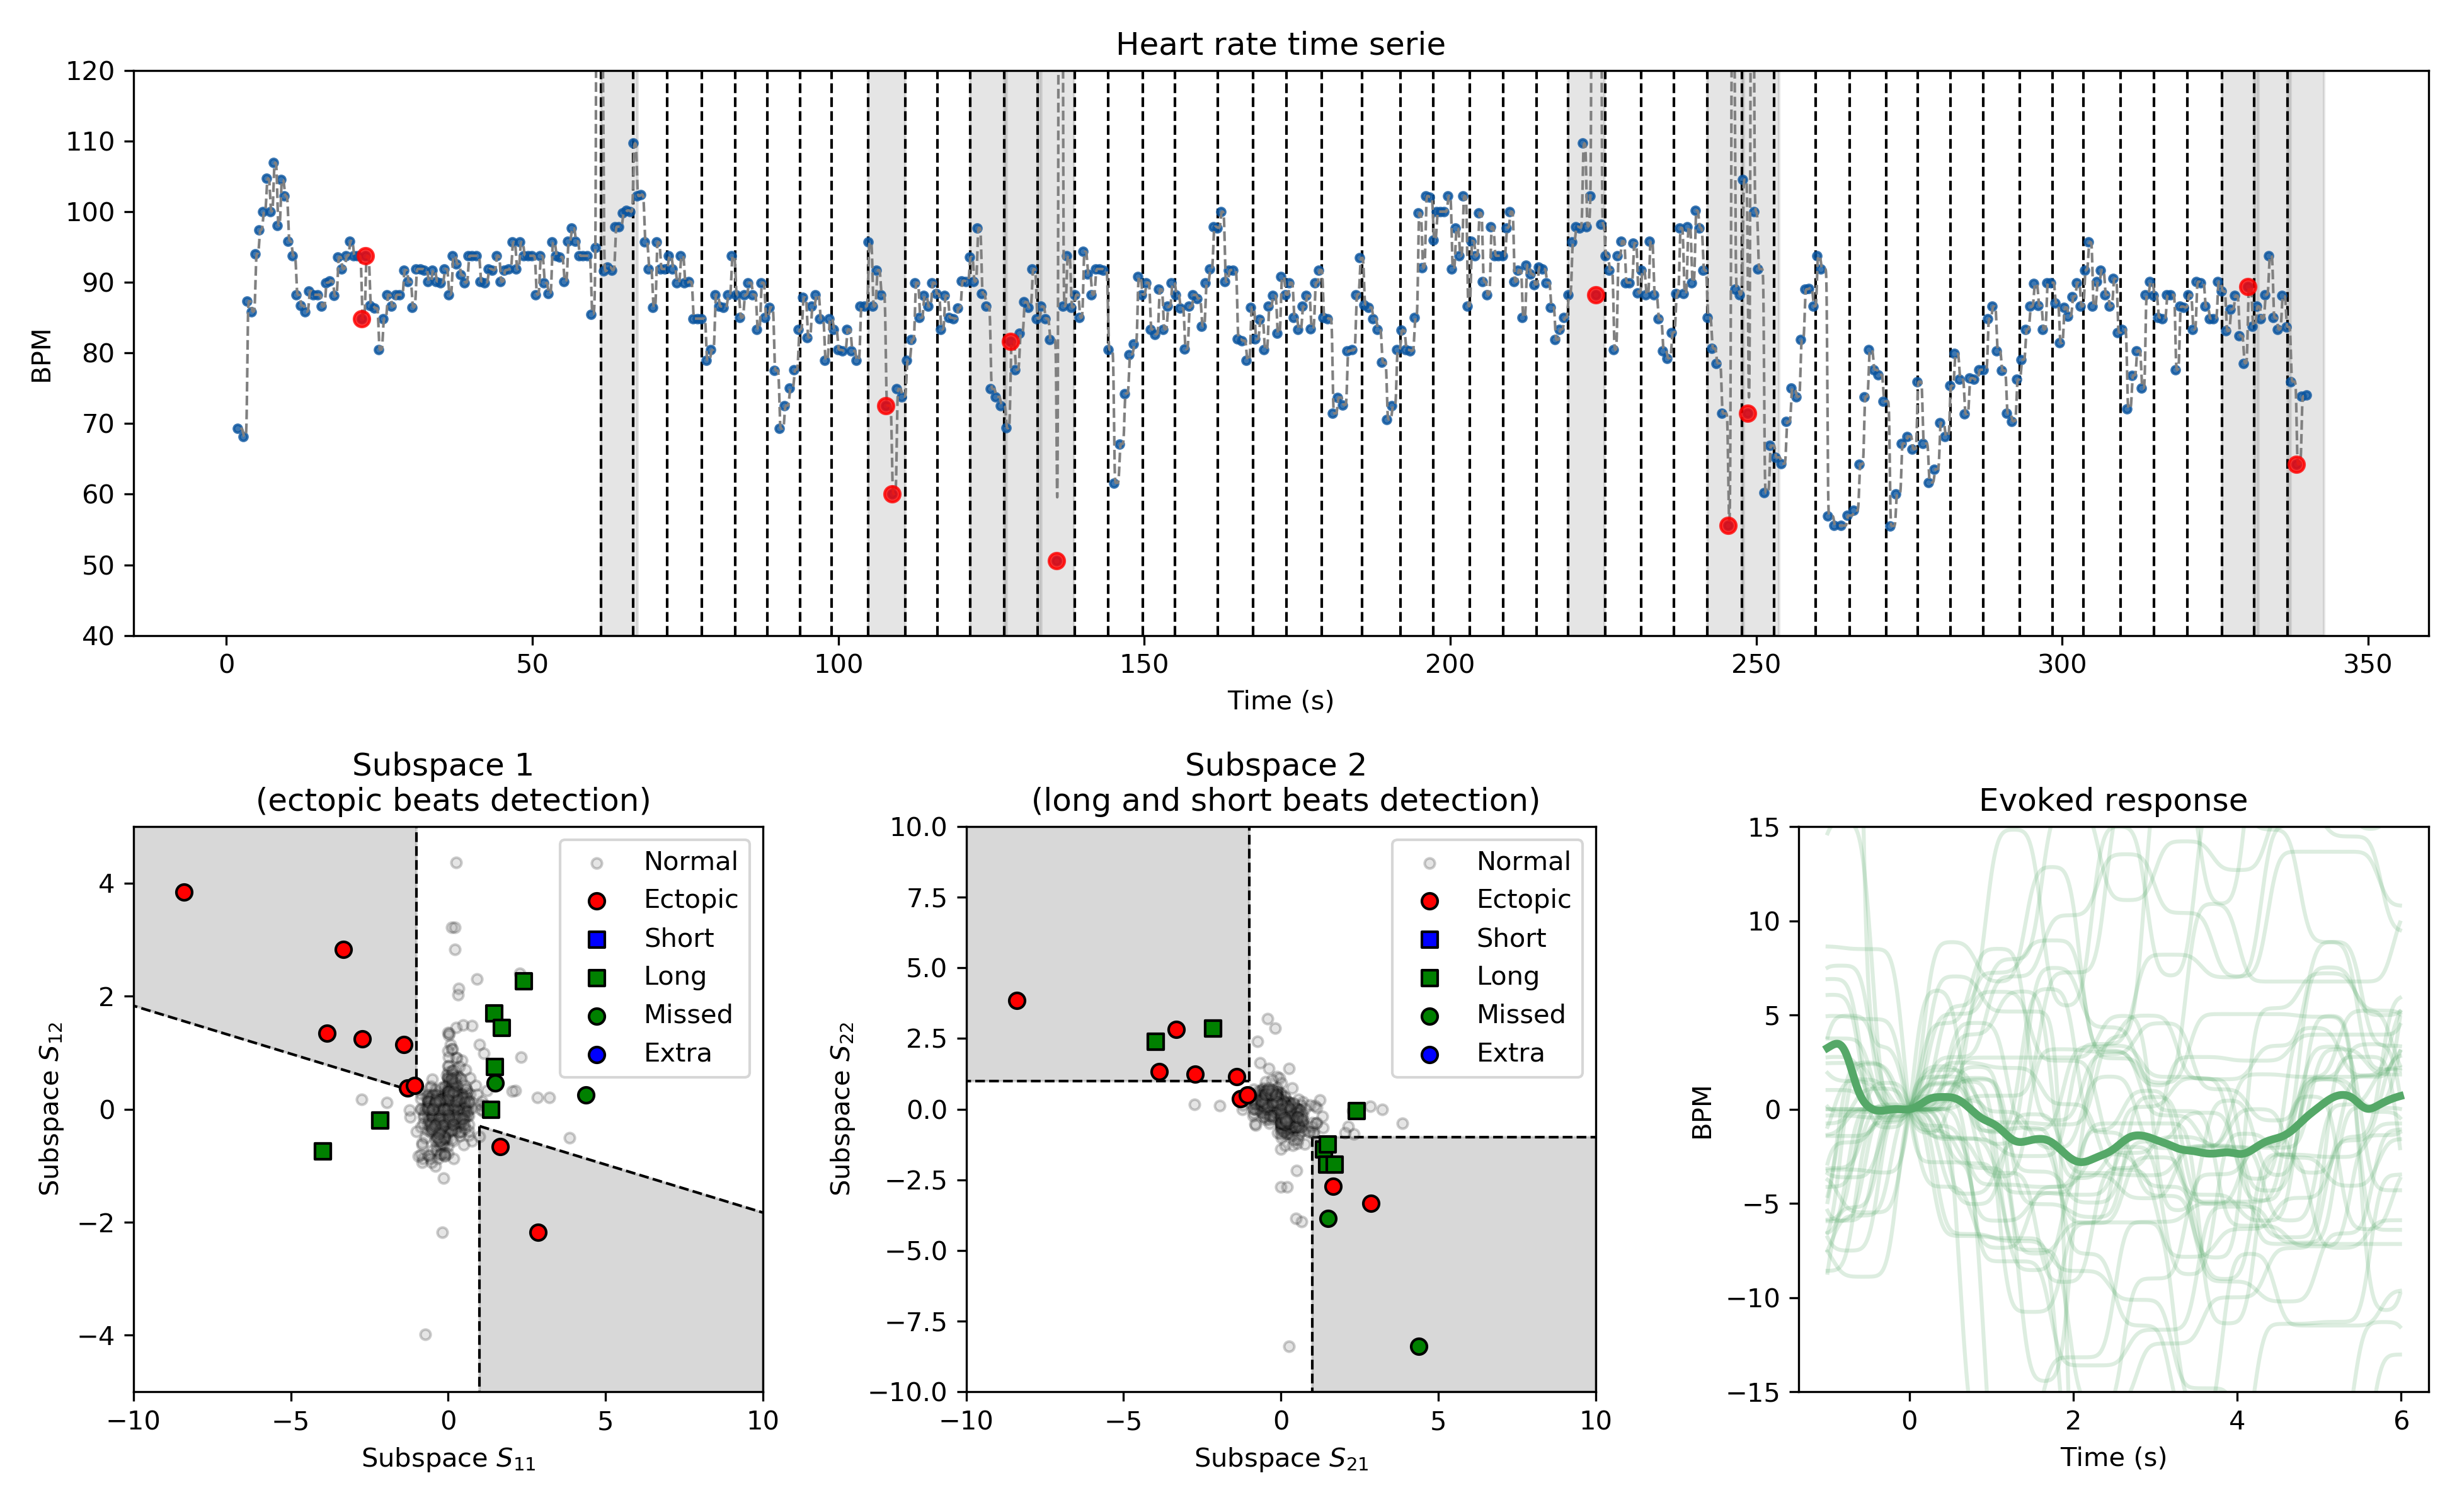 Heart rate time serie
120
110
100
90
80
70
60
50
40
BPM
0 50 100 150 200 250 300 350
Time (s)
Subspace 1
(ectopic beats detection)
4
2
0
−2
−4
Subspace S₁₂
Normal
Ectopic
Short
Long
Missed
Extra
−10 −5 0 5 10
Subspace S₁₁
Subspace 2
(long and short beats detection)
10.0
7.5
5.0
2.5
0.0
−2.5
−5.0
−7.5
−10.0
Subspace S₂₂
Normal
Ectopic
Short
Long
Missed
Extra
−10 −5 0 5 10
Subspace S₂₁
Evoked response
15
10
5
0
−5
−10
−15
BPM
0 2 4 6
Time (s)